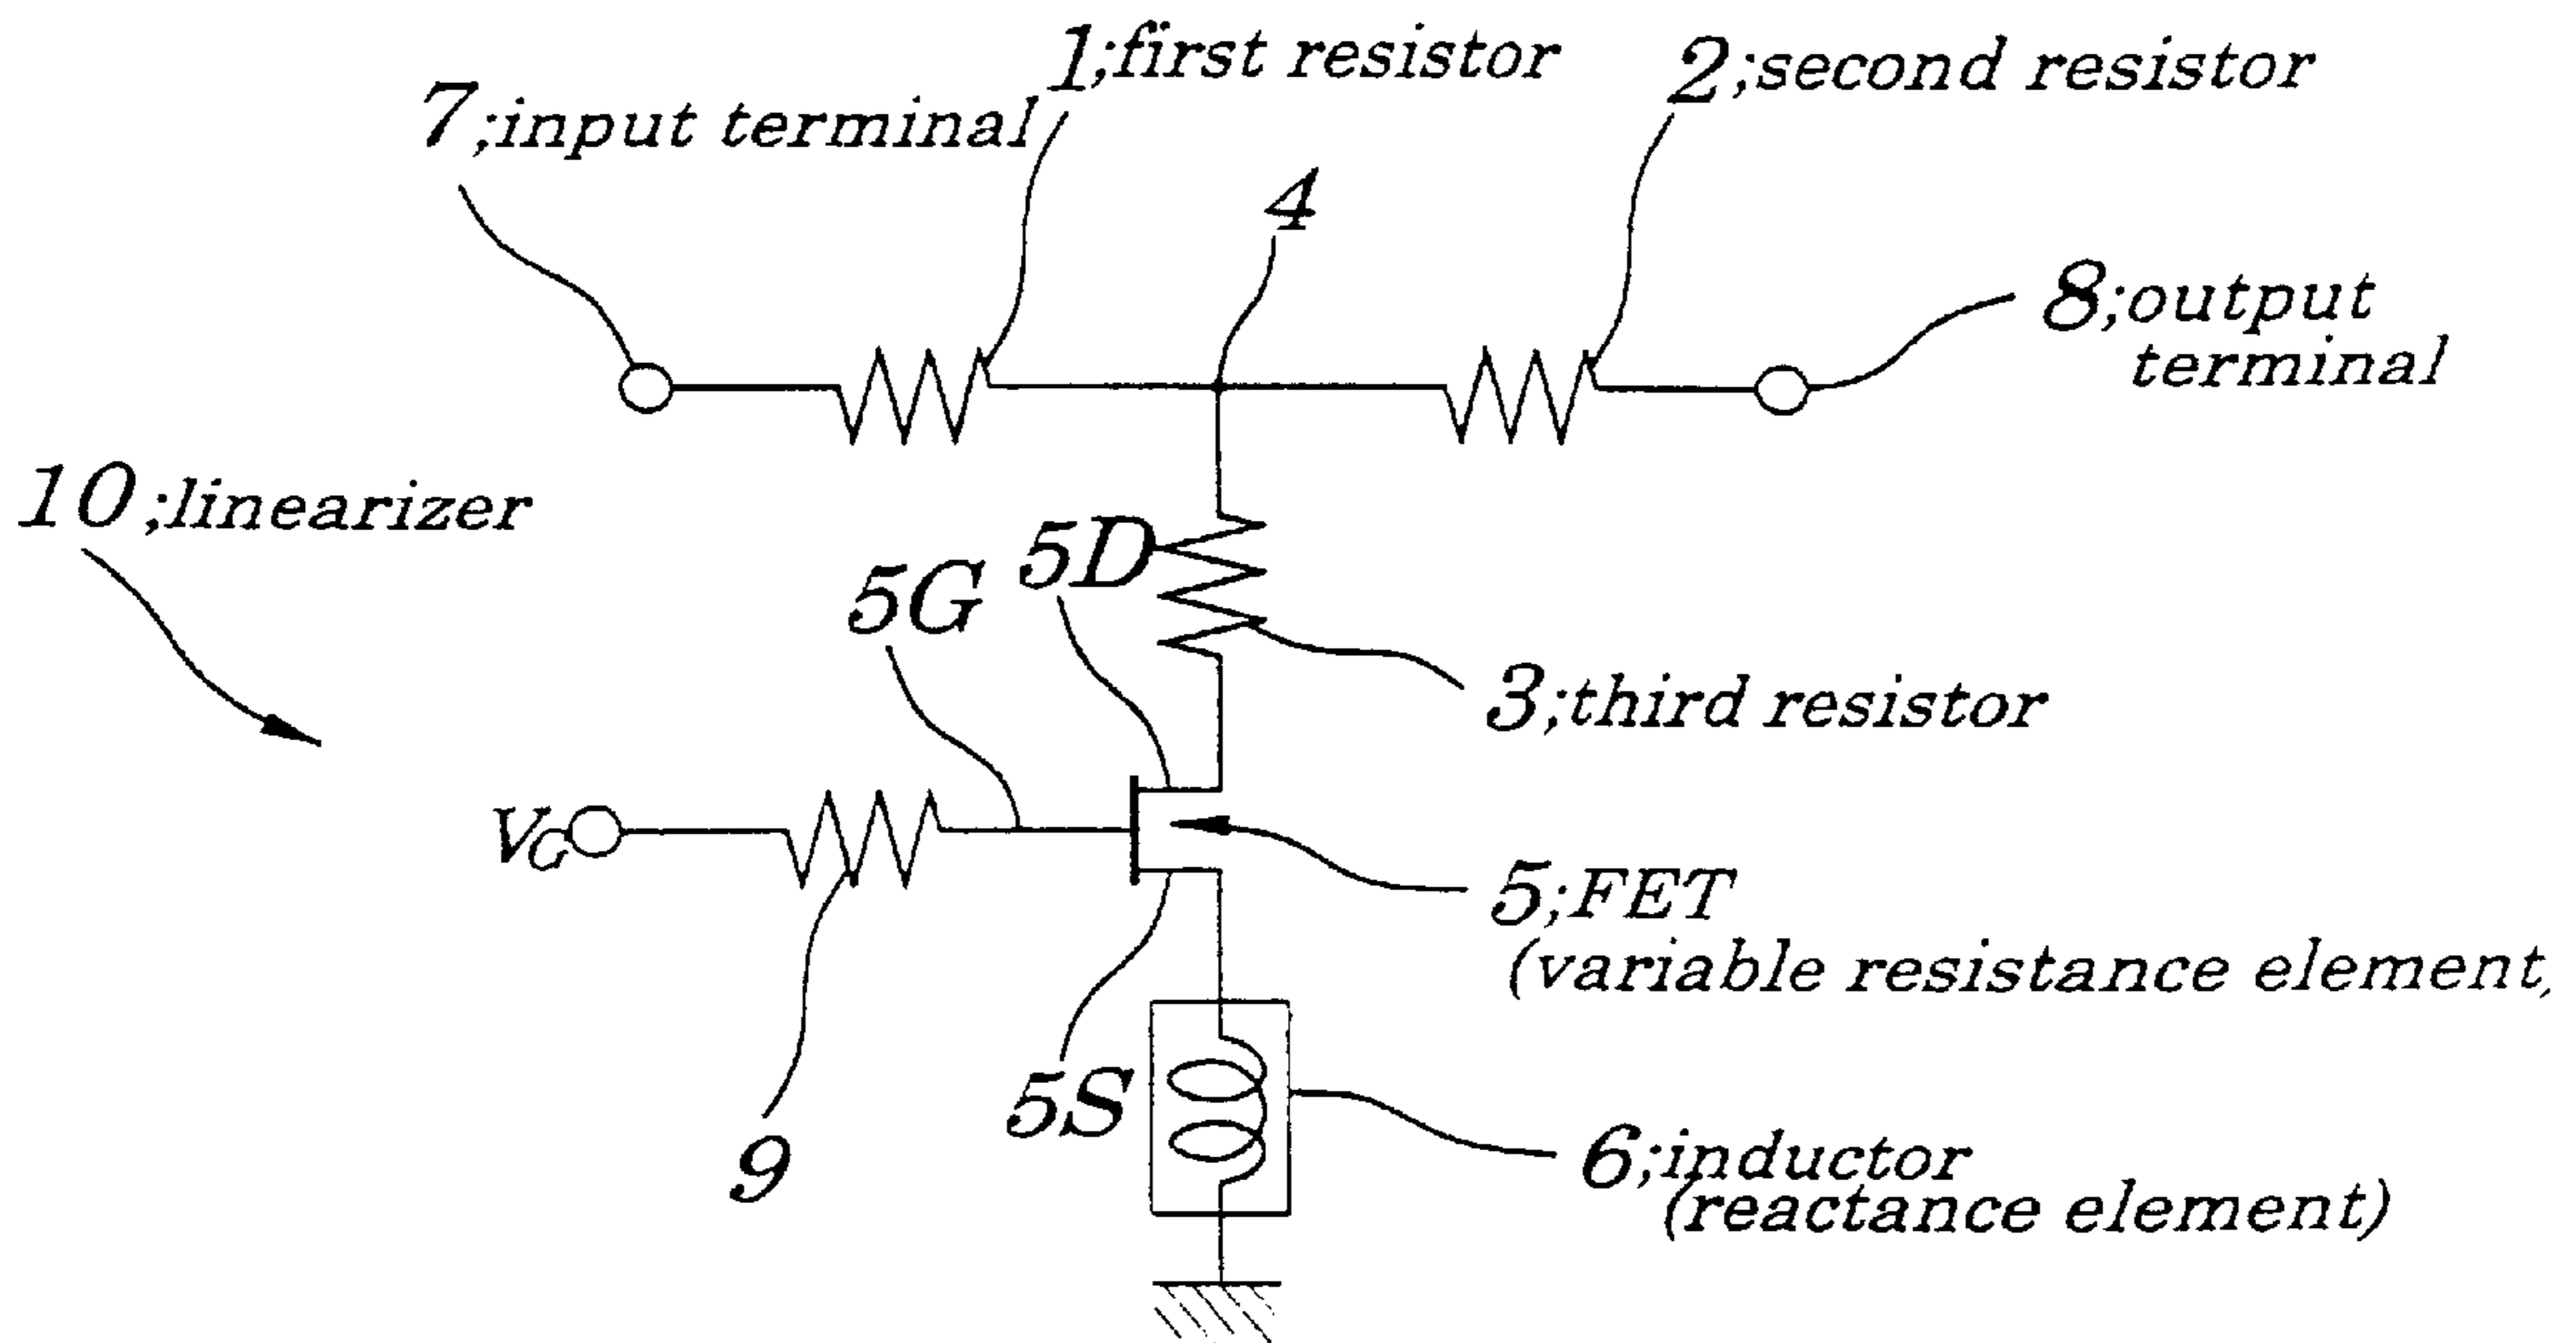 1;first resistor
2;second resistor
7;input terminal
4
8;output
terminal
10;linearizer
5D
5G
3;third resistor
VG
5;FET
(variable resistance element,
5S
9
6;inductor
(reactance element)